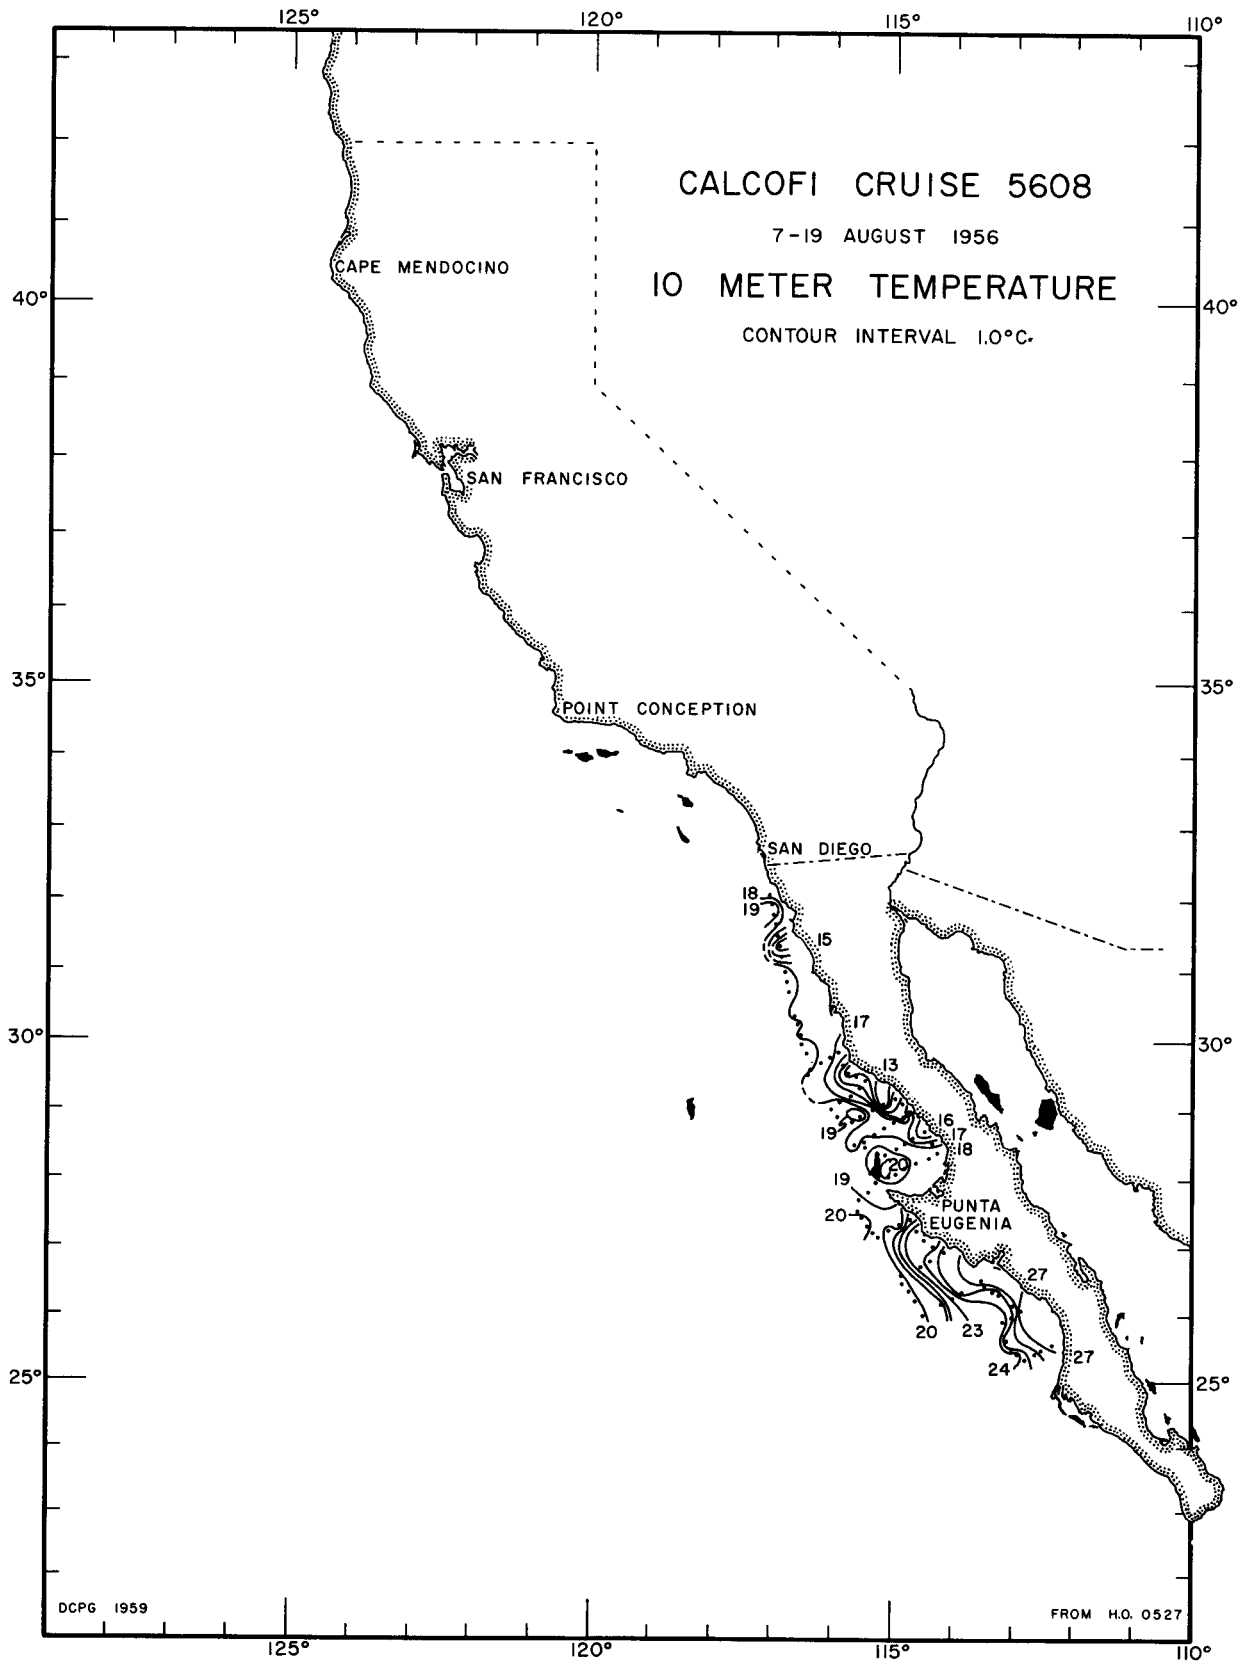 125° 120° 115° 110°
CALCOFI CRUISE 5608
7-19 AUGUST 1956
CAPE MENDOCINO
10 METER TEMPERATURE
40° 40°
CONTOUR INTERVAL 1.0°C.
SAN FRANCISCO
35° 35°
POINT CONCEPTION
SAN DIEGO
18
19
15
17
30° 30°
13
16
19 17
18
20
19
PUNTA
20 EUGENIA
27
20 23
27
24
25° 25°
DCPG 1959 FROM H.O. 0527
125° 120° 115° 110°